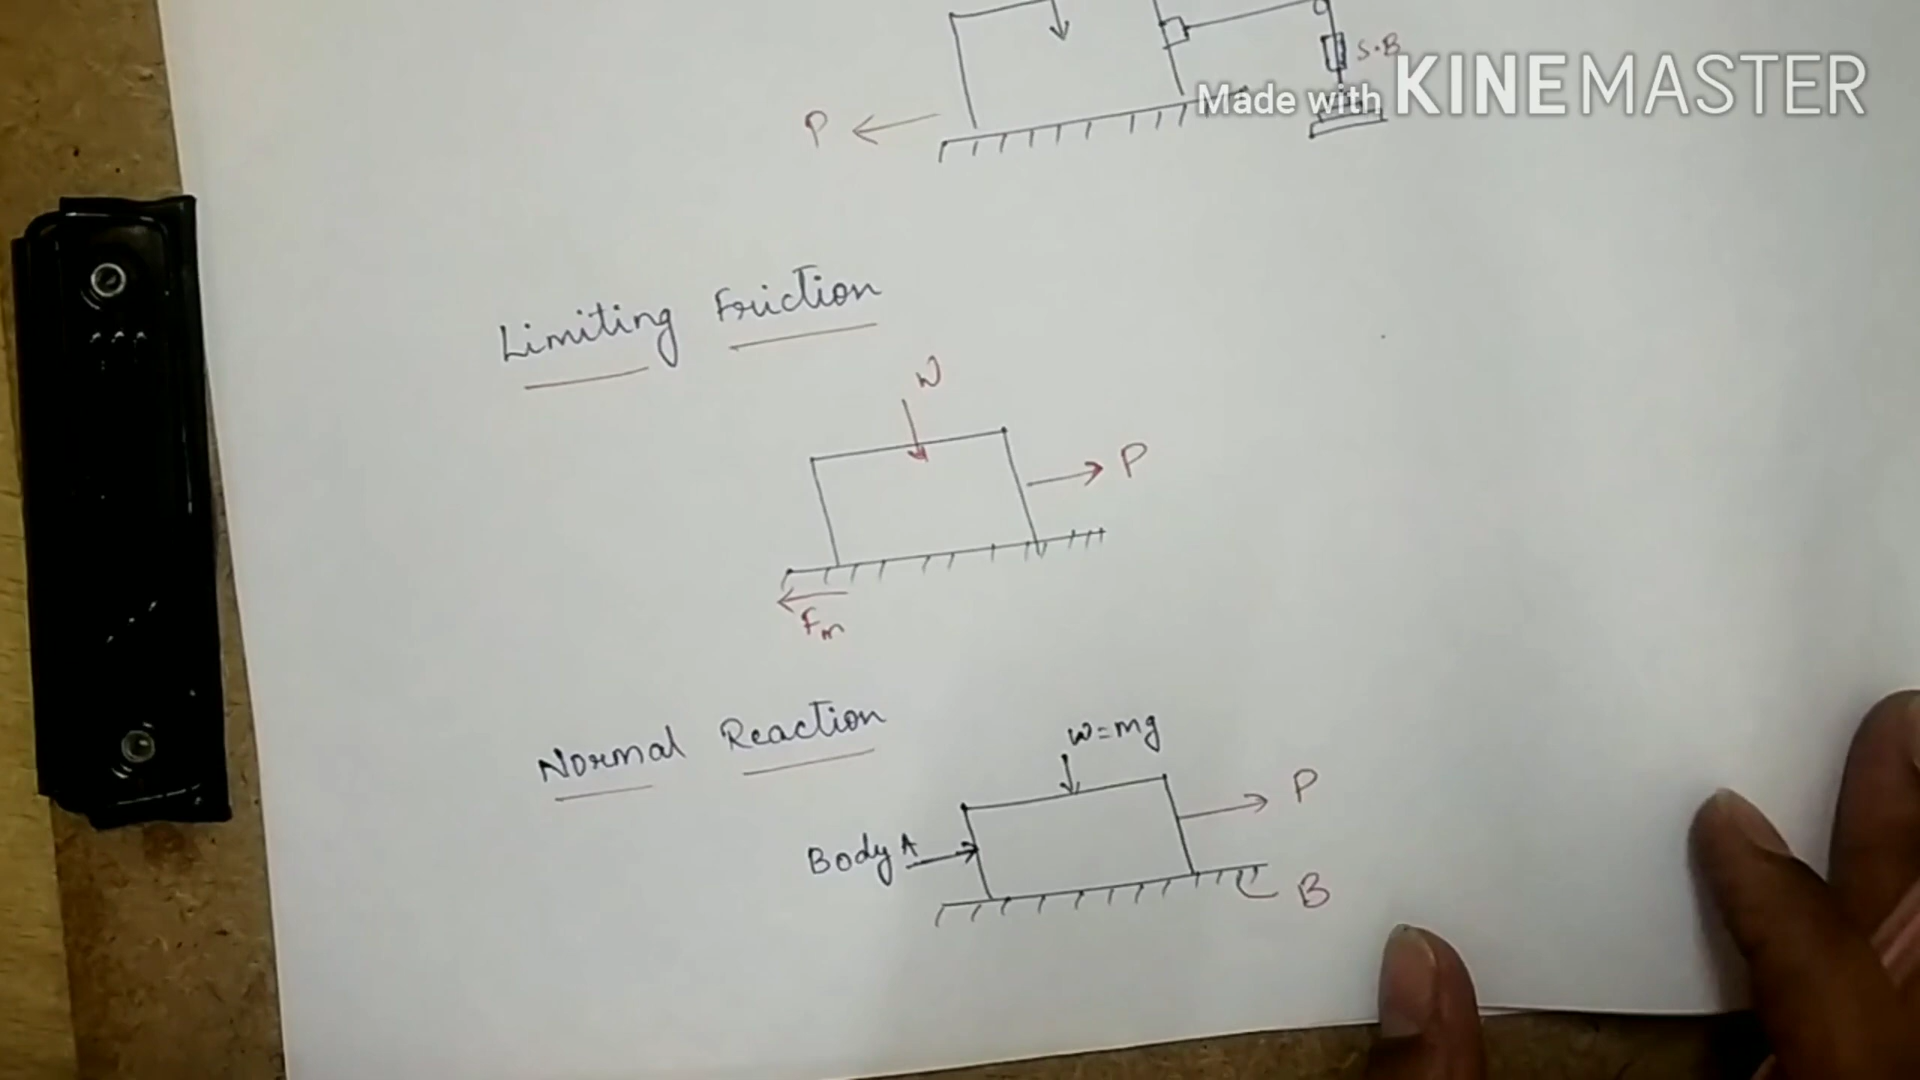 S.B
Made with KINEMASTER
P
Limiting Friction
W
P
Fm
Normal Reaction
W=mg
P
Body A
B